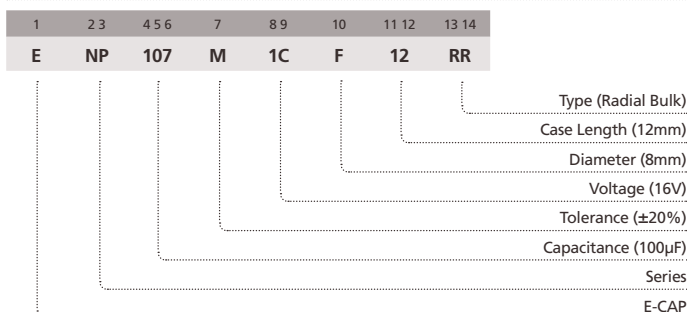 1 2 3 4 5 6 7 8 9 10 11 12 13 14
E NP 107 M 1C F 12 RR
Type (Radial Bulk)
Case Length (12mm)
Diameter (8mm)
Voltage (16V)
Tolerance (±20%)
Capacitance (100µF)
Series
E-CAP